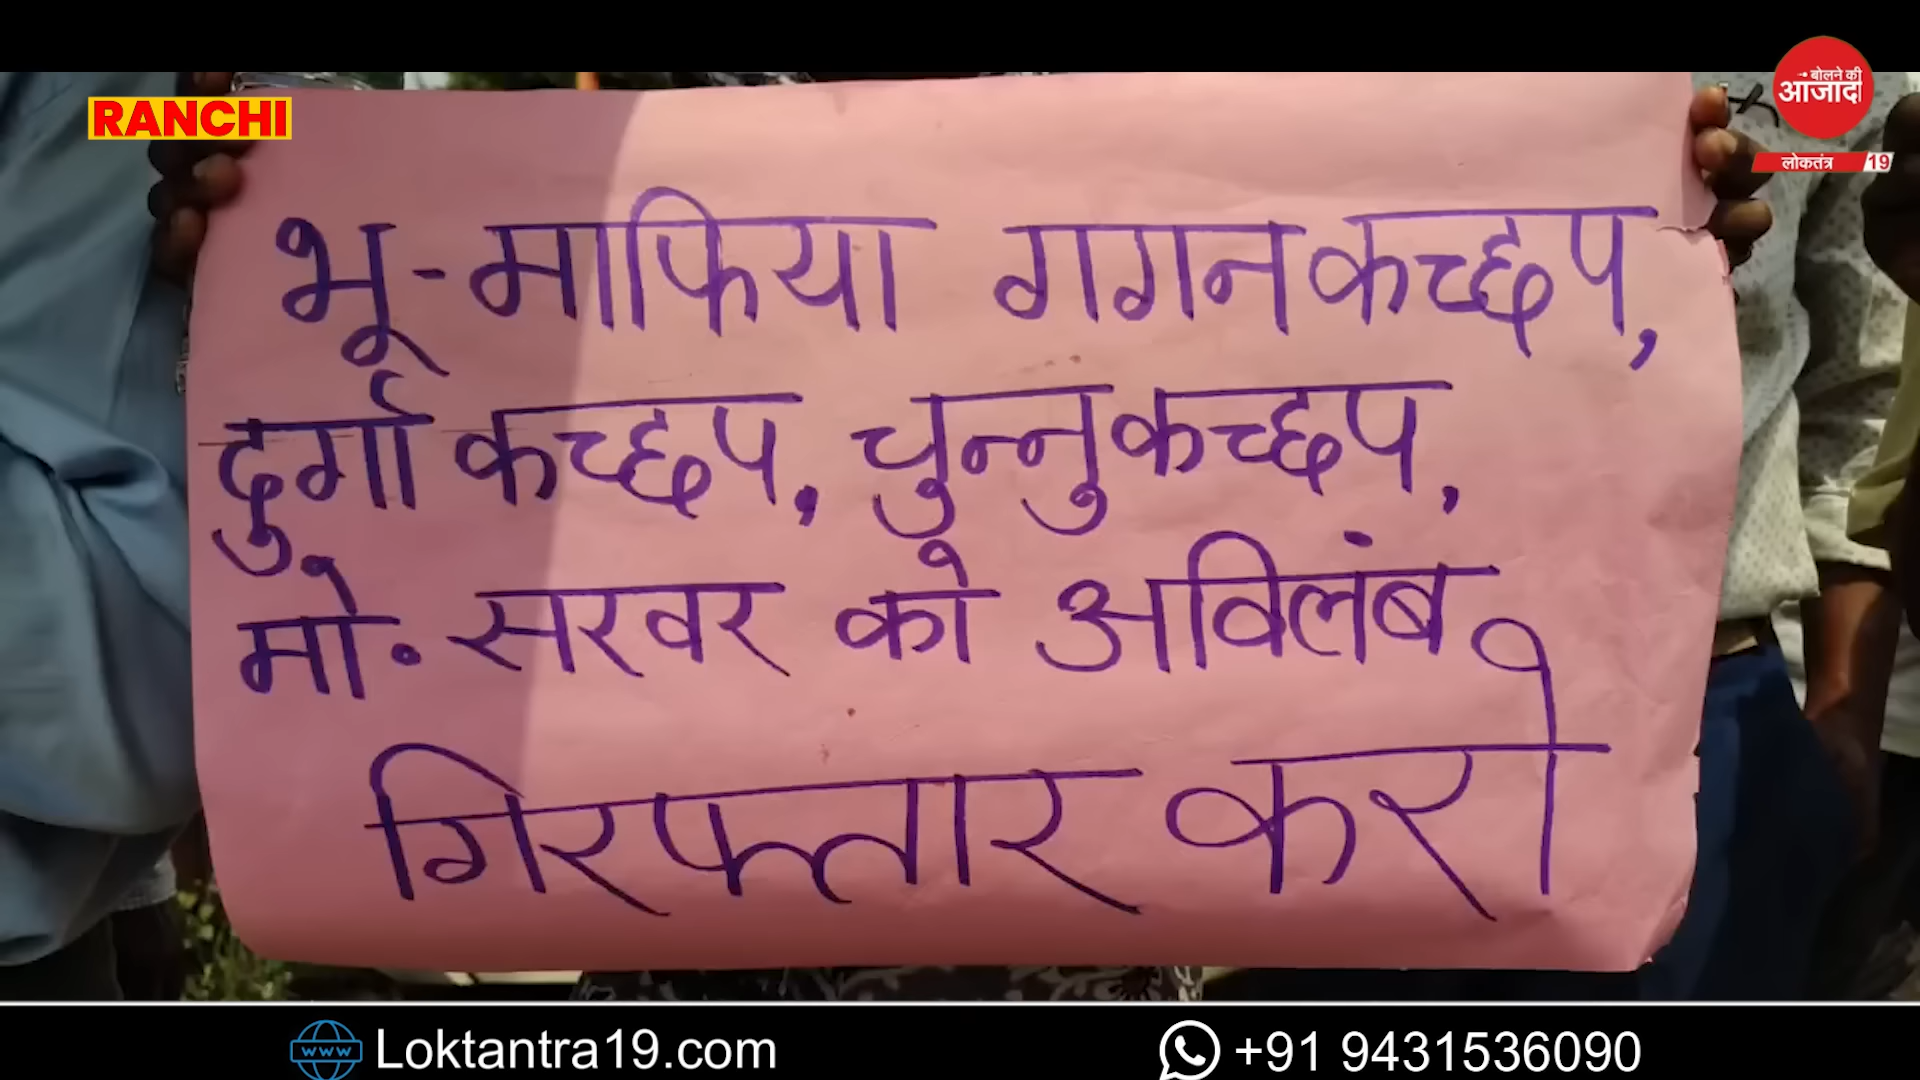 RANCHI
बोलने की
आजादी
लोकतंत्र 19
भू-माफिया गगन कच्छप,
दुर्गा कच्छप, चुन्नु कच्छप,
मो. सरवर को अविलंब
गिरफ्तार करो
www Loktantra19.com
+91 9431536090